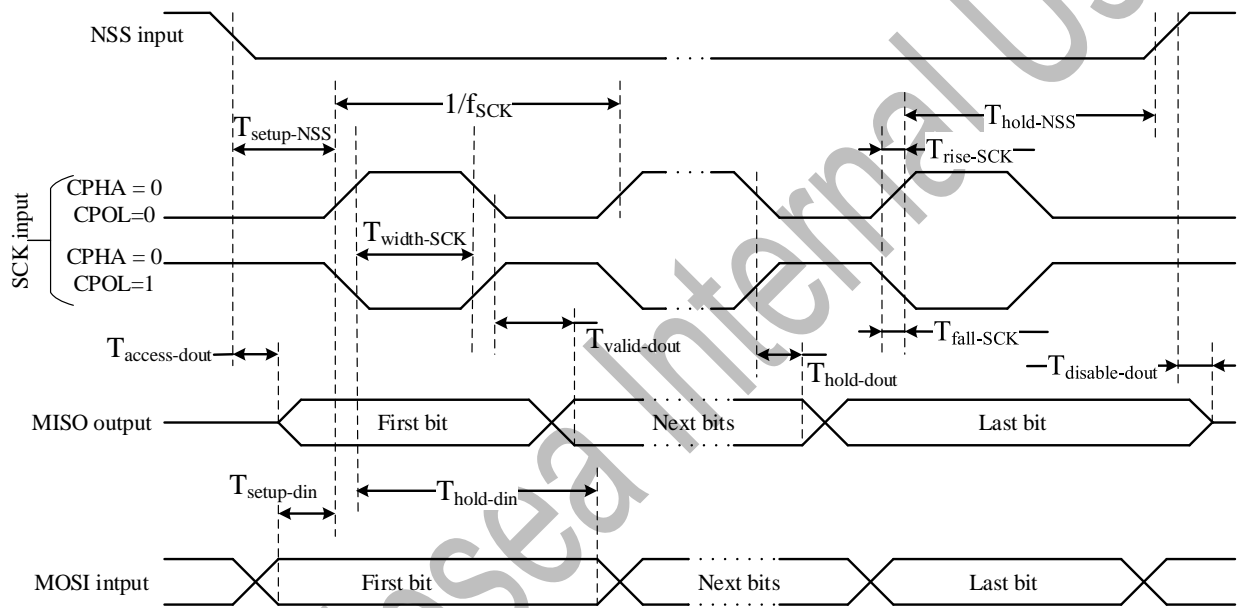 NSS input
1/fSCK
Tsetup-NSS
Thold-NSS
Trise-SCK
SCK input
CPHA = 0
CPOL=0
Twidth-SCK
CPHA = 0
CPOL=1
Taccess-dout
Tvalid-dout
Tfall-SCK
Thold-dout
Tdisable-dout
MISO output
First bit
Next bits
Last bit
Tsetup-din
Thold-din
MOSI intput
First bit
Next bits
Last bit
Internal